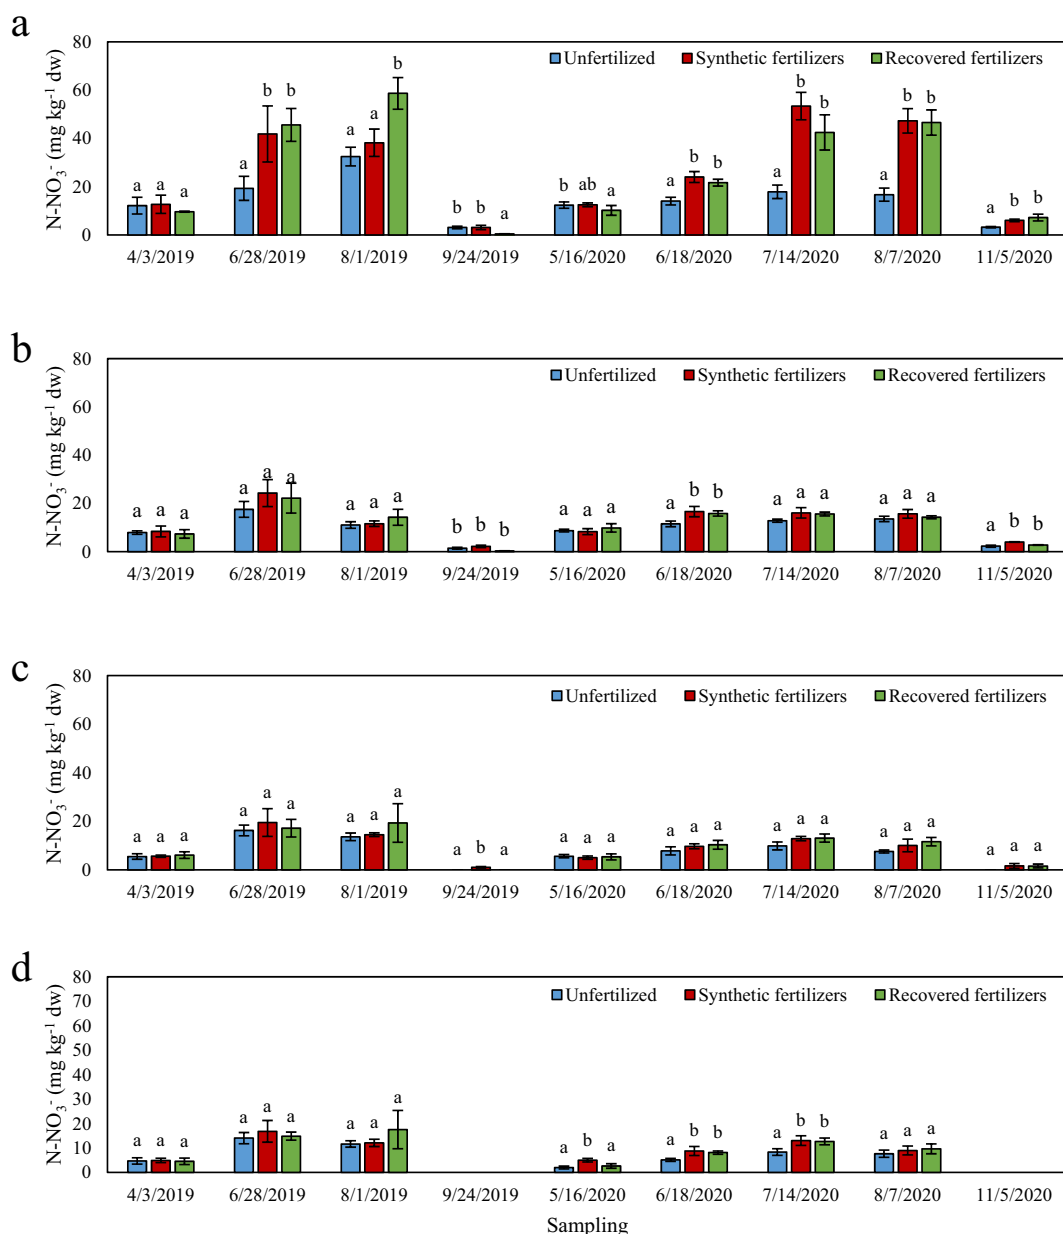 a
N-NO₃⁻ (mg kg⁻¹ dw)
80
60
40
20
0
Unfertilized Synthetic fertilizers Recovered fertilizers
a a a a b b a a b b b a b ab a a b b a b b a b b a b b
4/3/2019 6/28/2019 8/1/2019 9/24/2019 5/16/2020 6/18/2020 7/14/2020 8/7/2020 11/5/2020
b
N-NO₃⁻ (mg kg⁻¹ dw)
80
60
40
20
0
Unfertilized Synthetic fertilizers Recovered fertilizers
a a a a a a a a a b b b a a a a b b a a a a a a a b b
4/3/2019 6/28/2019 8/1/2019 9/24/2019 5/16/2020 6/18/2020 7/14/2020 8/7/2020 11/5/2020
c
N-NO₃⁻ (mg kg⁻¹ dw)
80
60
40
20
0
Unfertilized Synthetic fertilizers Recovered fertilizers
a a a a a a a a a a b a a a a a a a a a a a a a a a a
4/3/2019 6/28/2019 8/1/2019 9/24/2019 5/16/2020 6/18/2020 7/14/2020 8/7/2020 11/5/2020
d
N-NO₃⁻ (mg kg⁻¹ dw)
80
70
60
50
40
30
20
10
0
Unfertilized Synthetic fertilizers Recovered fertilizers
a a a a a a a a a a b a a b b a b b a a a
4/3/2019 6/28/2019 8/1/2019 9/24/2019 5/16/2020 6/18/2020 7/14/2020 8/7/2020 11/5/2020
Sampling